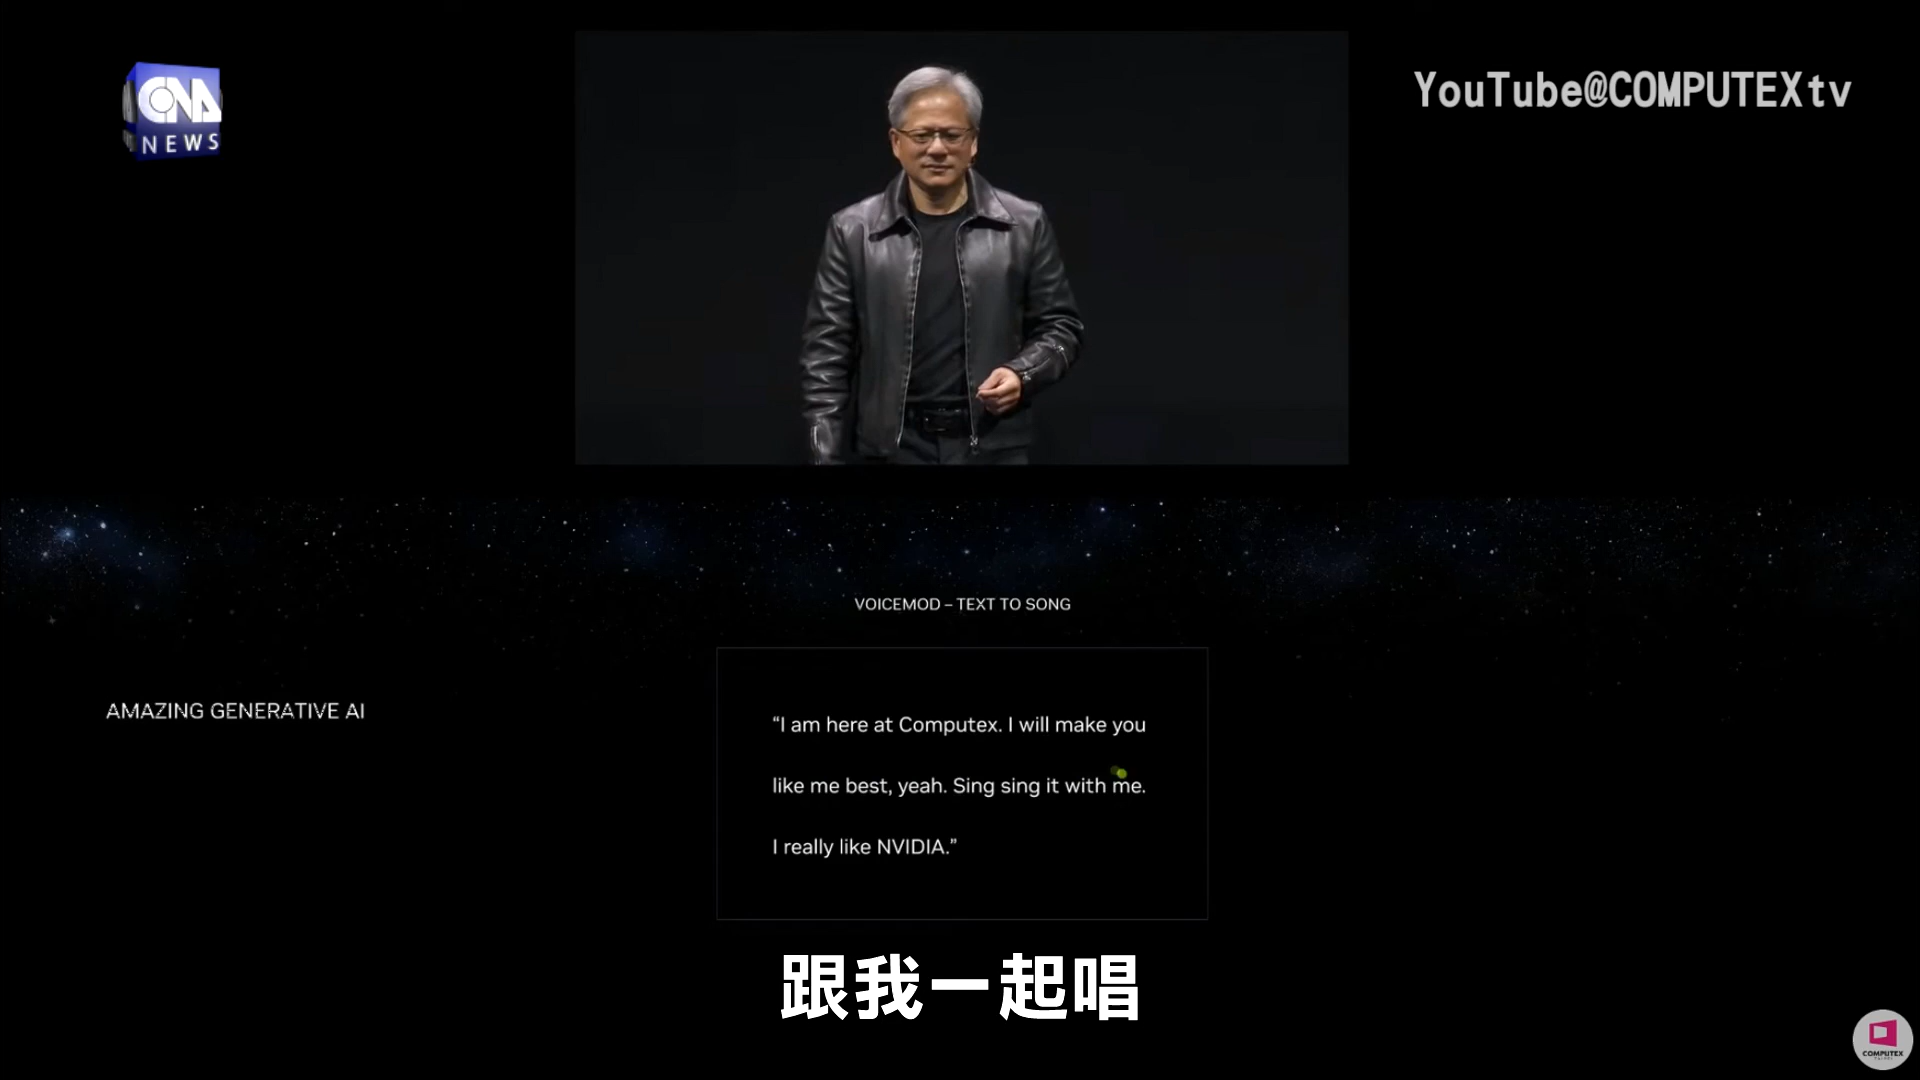 CNA
NEWS
YouTube@COMPUTEXtv
VOICEMOD – TEXT TO SONG
AMAZING GENERATIVE AI
“I am here at Computex. I will make you
like me best, yeah. Sing sing it with me.
I really like NVIDIA.”
跟我一起唱
COMPUTEX